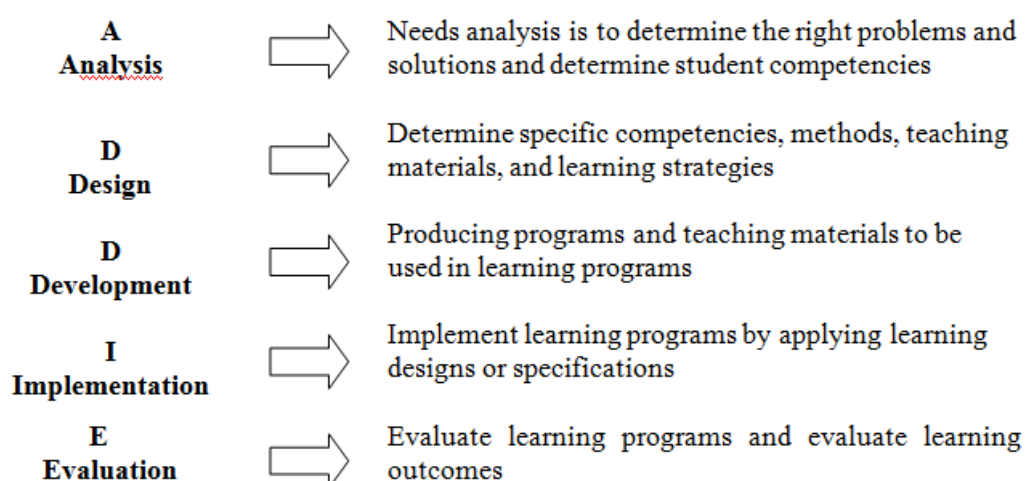 A
Analysis
Needs analysis is to determine the right problems and
solutions and determine student competencies
D
Design
Determine specific competencies, methods, teaching
materials, and learning strategies
D
Development
Producing programs and teaching materials to be
used in learning programs
I
Implementation
Implement learning programs by applying learning
designs or specifications
E
Evaluation
Evaluate learning programs and evaluate learning
outcomes